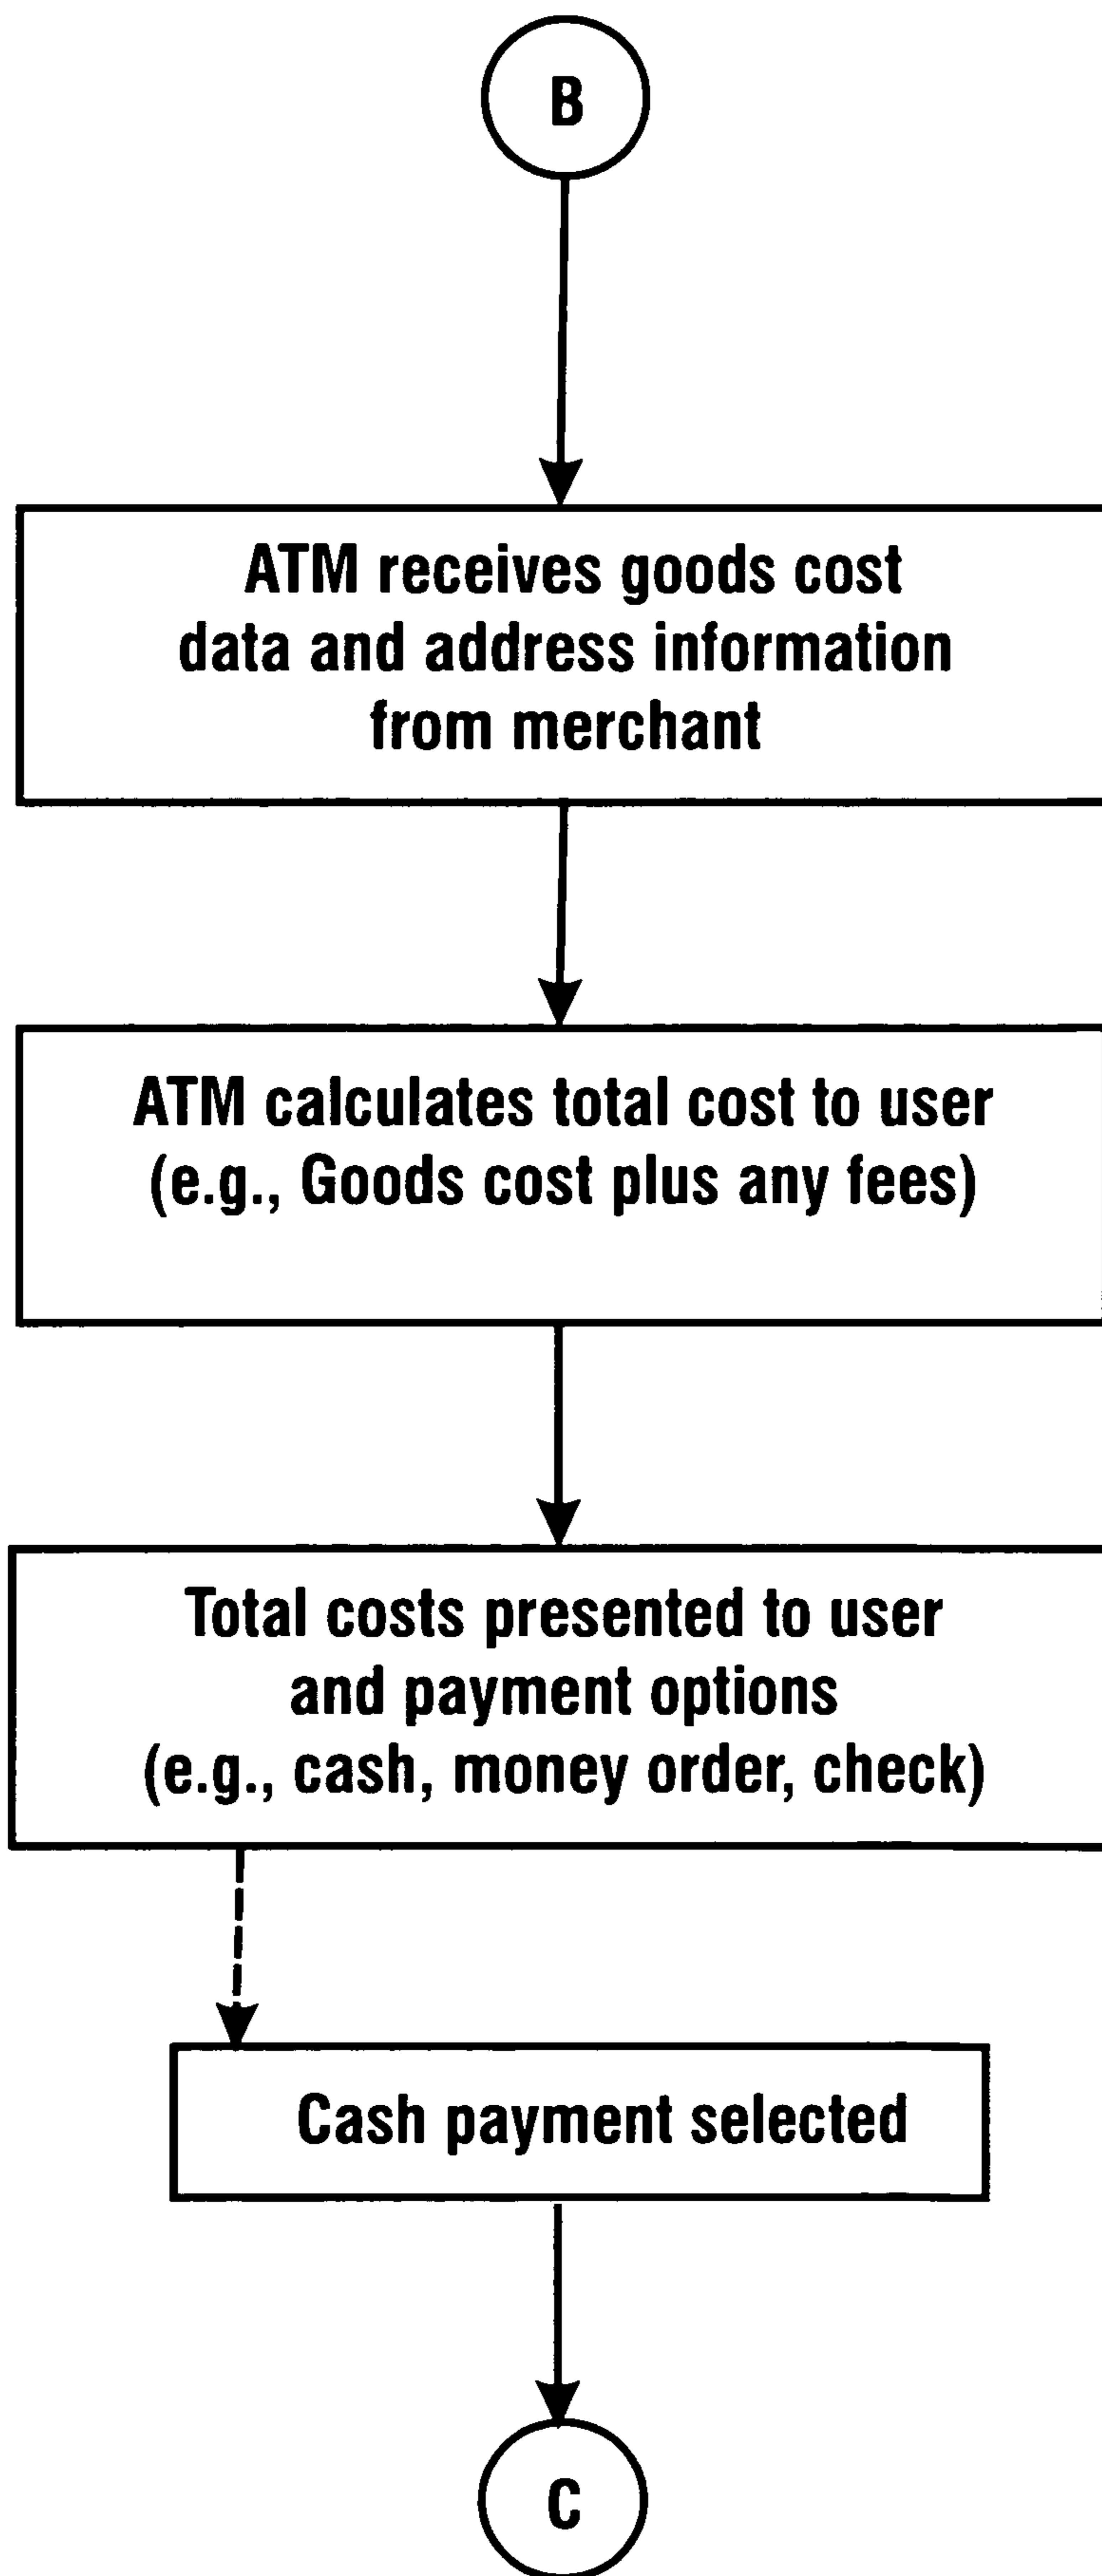 B
ATM receives goods cost
data and address information
from merchant
ATM calculates total cost to user
(e.g., Goods cost plus any fees)
Total costs presented to user
and payment options
(e.g., cash, money order, check)
Cash payment selected
C